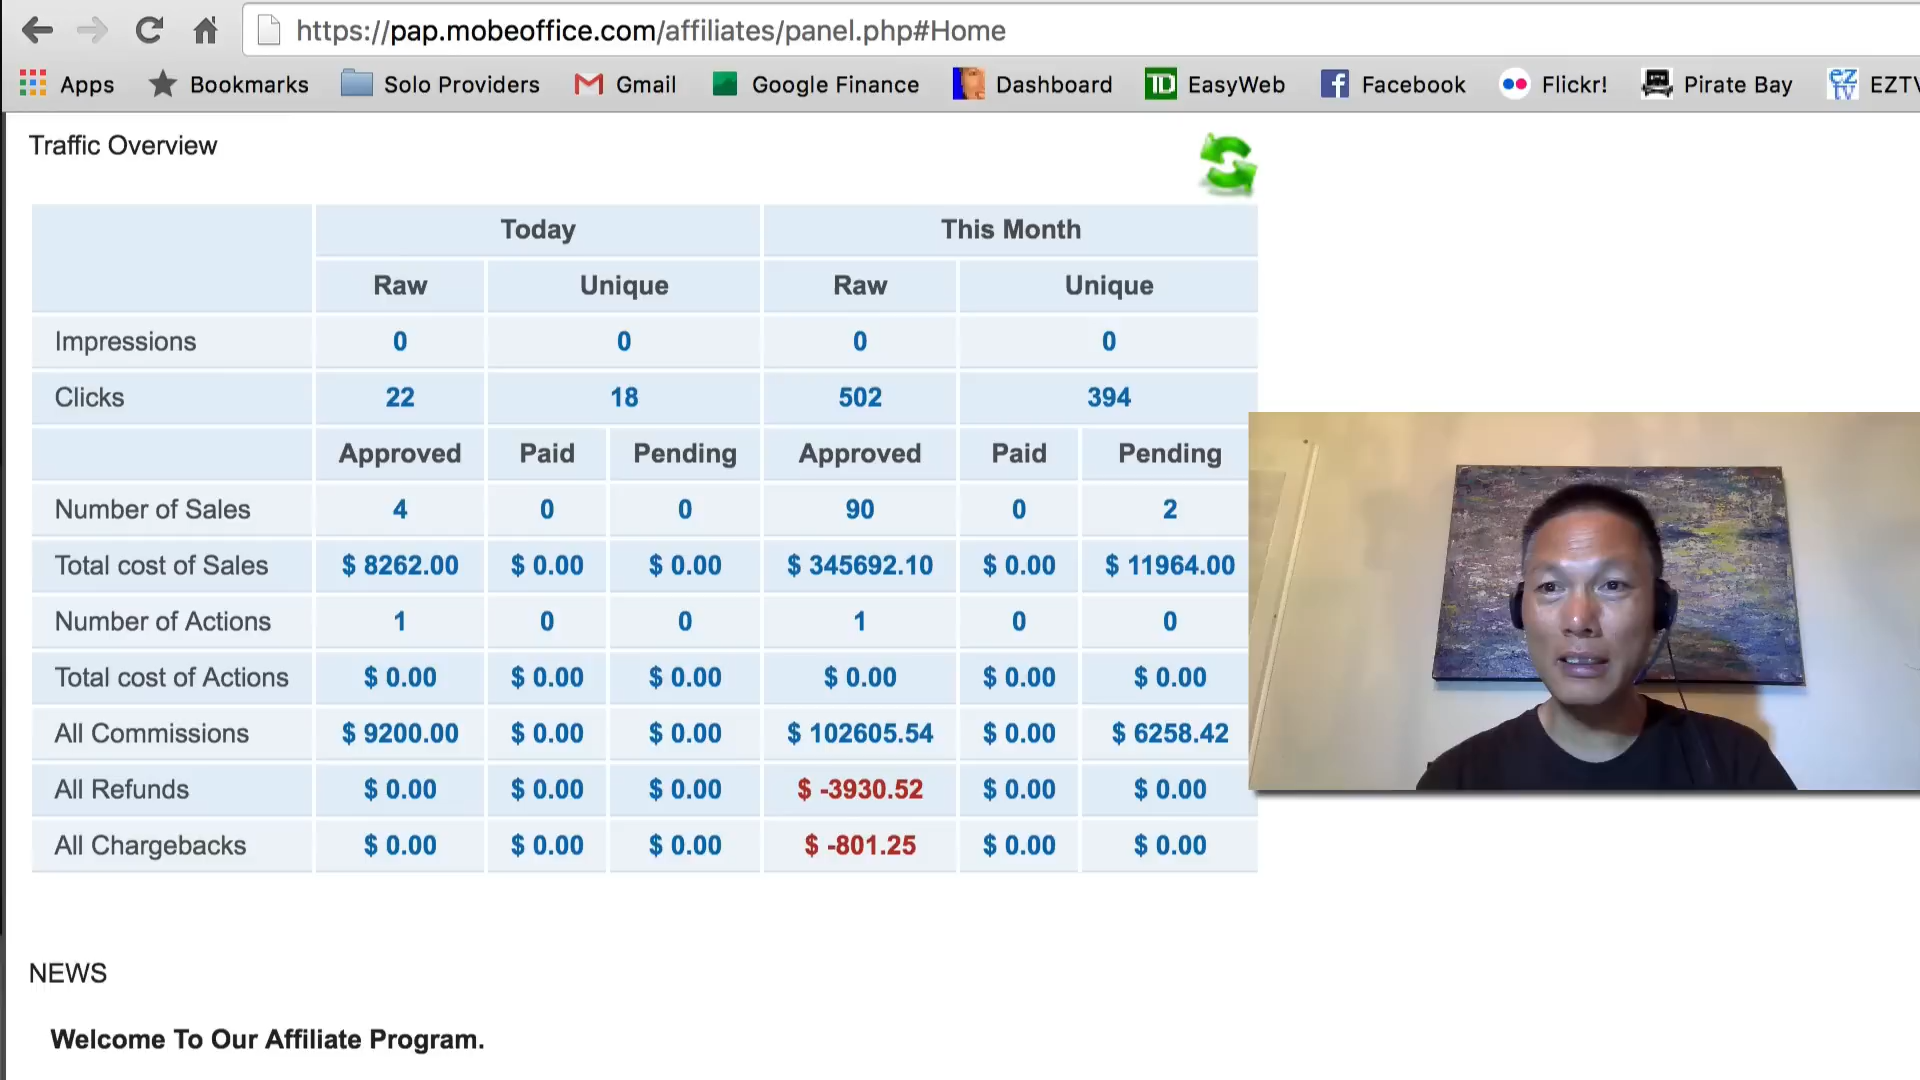 https://pap.mobeoffice.com/affiliates/panel.php#Home
Apps Bookmarks Solo Providers Gmail Google Finance Dashboard TD EasyWeb Facebook Flickr! Pirate Bay ez tv EZTV
Traffic Overview
Today This Month
Raw Unique Raw Unique
Impressions 0 0 0 0
Clicks 22 18 502 394
Approved Paid Pending Approved Paid Pending
Number of Sales 4 0 0 90 0 2
Total cost of Sales $ 8262.00 $ 0.00 $ 0.00 $ 345692.10 $ 0.00 $ 11964.00
Number of Actions 1 0 0 1 0 0
Total cost of Actions $ 0.00 $ 0.00 $ 0.00 $ 0.00 $ 0.00 $ 0.00
All Commissions $ 9200.00 $ 0.00 $ 0.00 $ 102605.54 $ 0.00 $ 6258.42
All Refunds $ 0.00 $ 0.00 $ 0.00 $ -3930.52 $ 0.00 $ 0.00
All Chargebacks $ 0.00 $ 0.00 $ 0.00 $ -801.25 $ 0.00 $ 0.00
NEWS
Welcome To Our Affiliate Program.